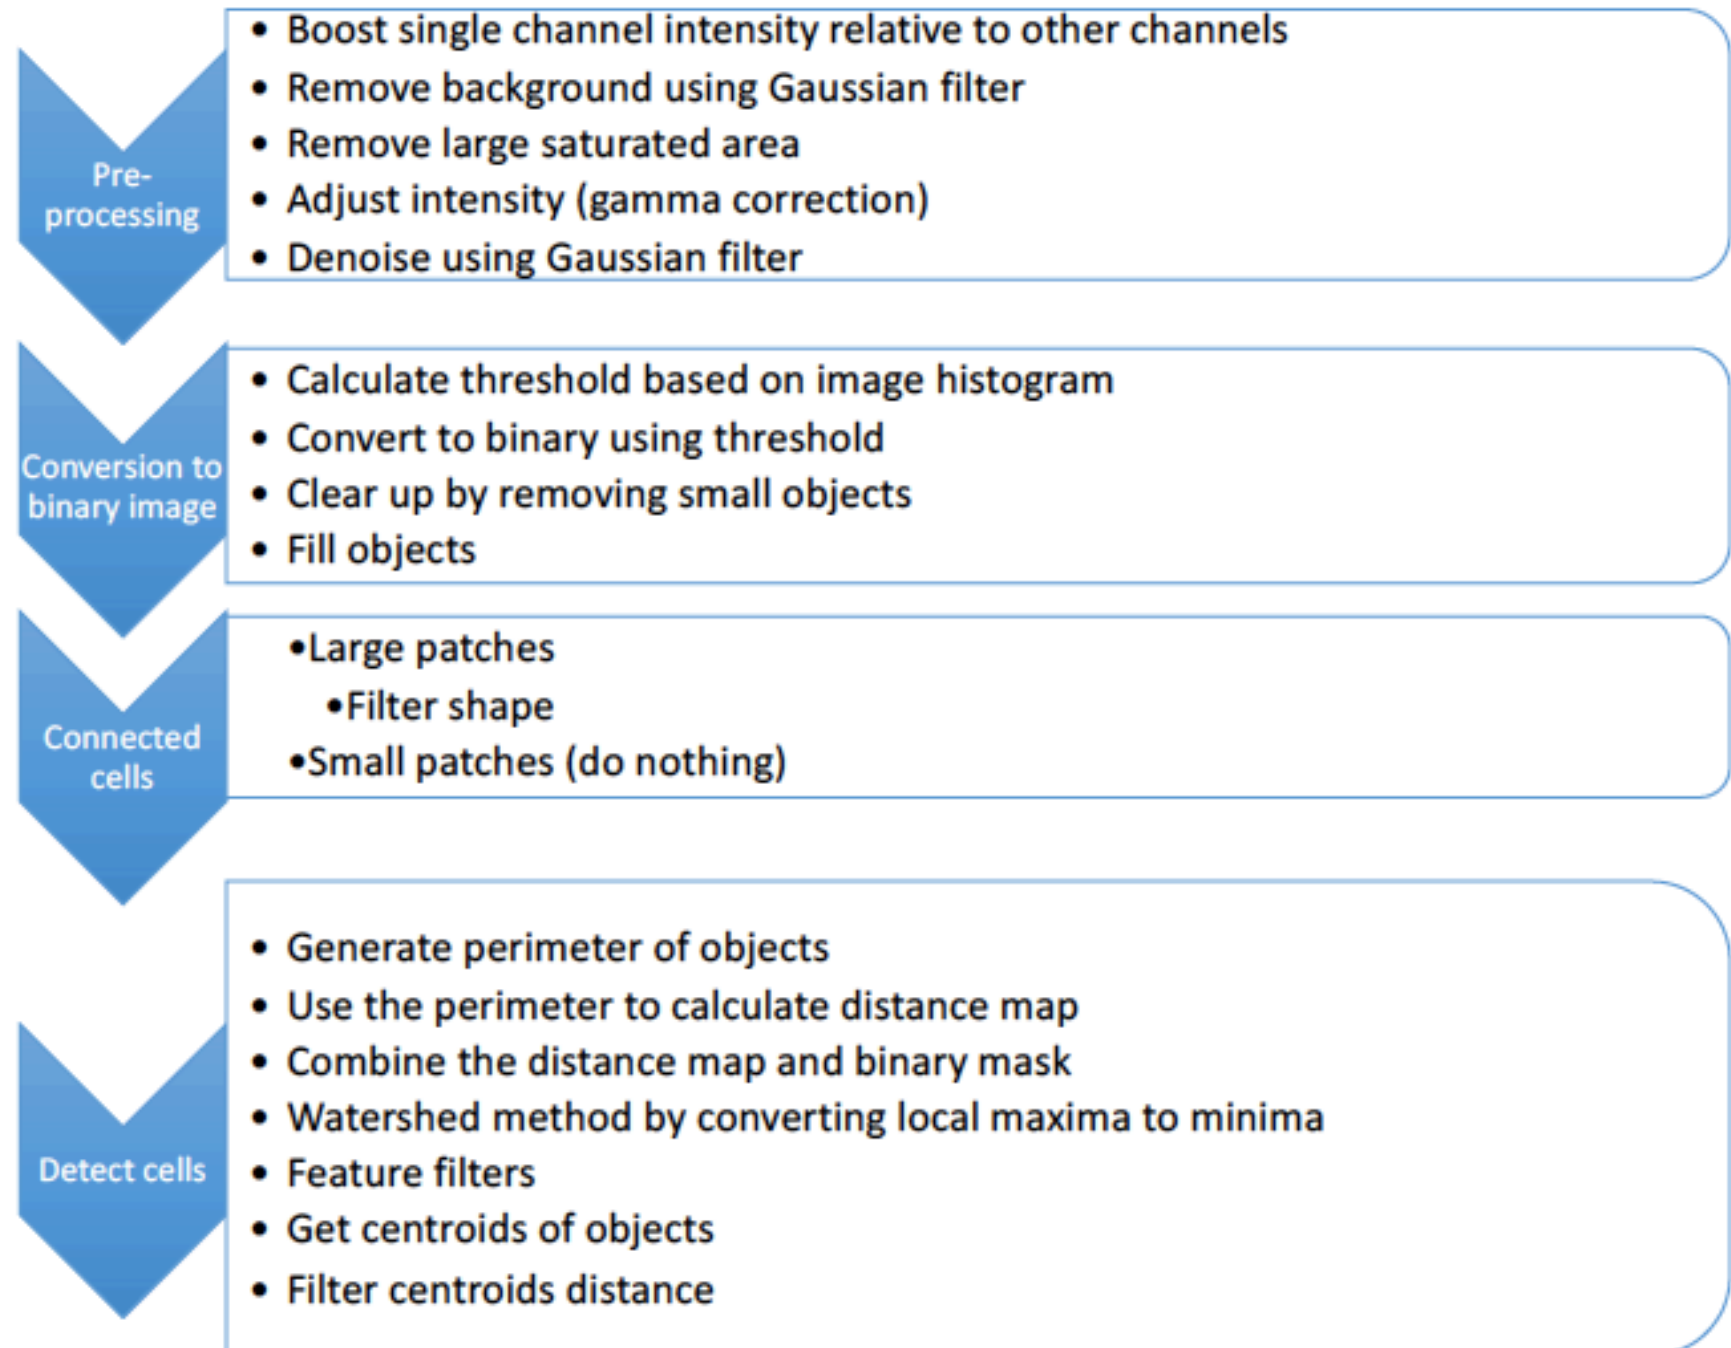 Pre-
processing
• Boost single channel intensity relative to other channels
• Remove background using Gaussian filter
• Remove large saturated area
• Adjust intensity (gamma correction)
• Denoise using Gaussian filter
Conversion to
binary image
• Calculate threshold based on image histogram
• Convert to binary using threshold
• Clear up by removing small objects
• Fill objects
Connected
cells
•Large patches
•Filter shape
•Small patches (do nothing)
Detect cells
• Generate perimeter of objects
• Use the perimeter to calculate distance map
• Combine the distance map and binary mask
• Watershed method by converting local maxima to minima
• Feature filters
• Get centroids of objects
• Filter centroids distance